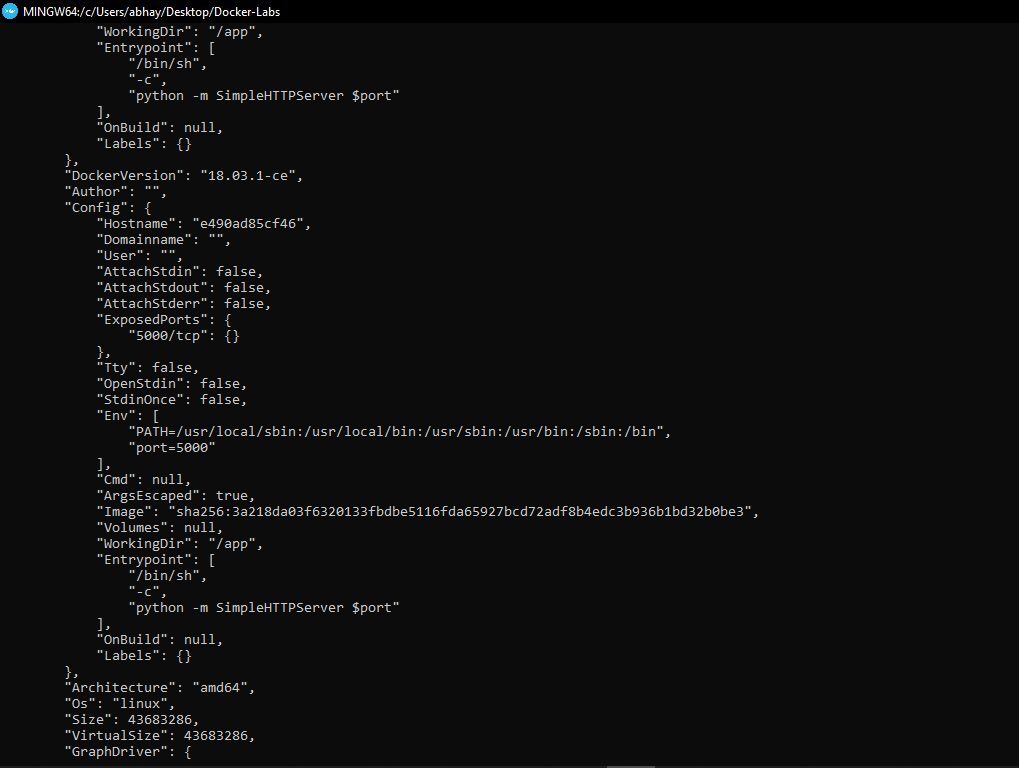 MINGW64:/c/Users/abhay/Desktop/Docker-Labs
"WorkingDir": "/app",
"Entrypoint": [
"/bin/sh",
"-c",
"python -m SimpleHTTPServer $port"
],
"OnBuild": null,
"Labels": {}
},
"DockerVersion": "18.03.1-ce",
"Author": "",
"Config": {
"Hostname": "e490ad85cf46",
"Domainname": "",
"User": "",
"AttachStdin": false,
"AttachStdout": false,
"AttachStderr": false,
"ExposedPorts": {
"5000/tcp": {}
},
"Tty": false,
"OpenStdin": false,
"StdinOnce": false,
"Env": [
"PATH=/usr/local/sbin:/usr/local/bin:/usr/sbin:/usr/bin:/sbin:/bin",
"port=5000"
],
"Cmd": null,
"ArgsEscaped": true,
"Image": "sha256:3a218da03f6320133fbdbe5116fda65927bcd72adf8b4edc3b936b1bd32b0be3",
"Volumes": null,
"WorkingDir": "/app",
"Entrypoint": [
"/bin/sh",
"-c",
"python -m SimpleHTTPServer $port"
],
"OnBuild": null,
"Labels": {}
},
"Architecture": "amd64",
"Os": "linux",
"Size": 43683286,
"VirtualSize": 43683286,
"GraphDriver": {